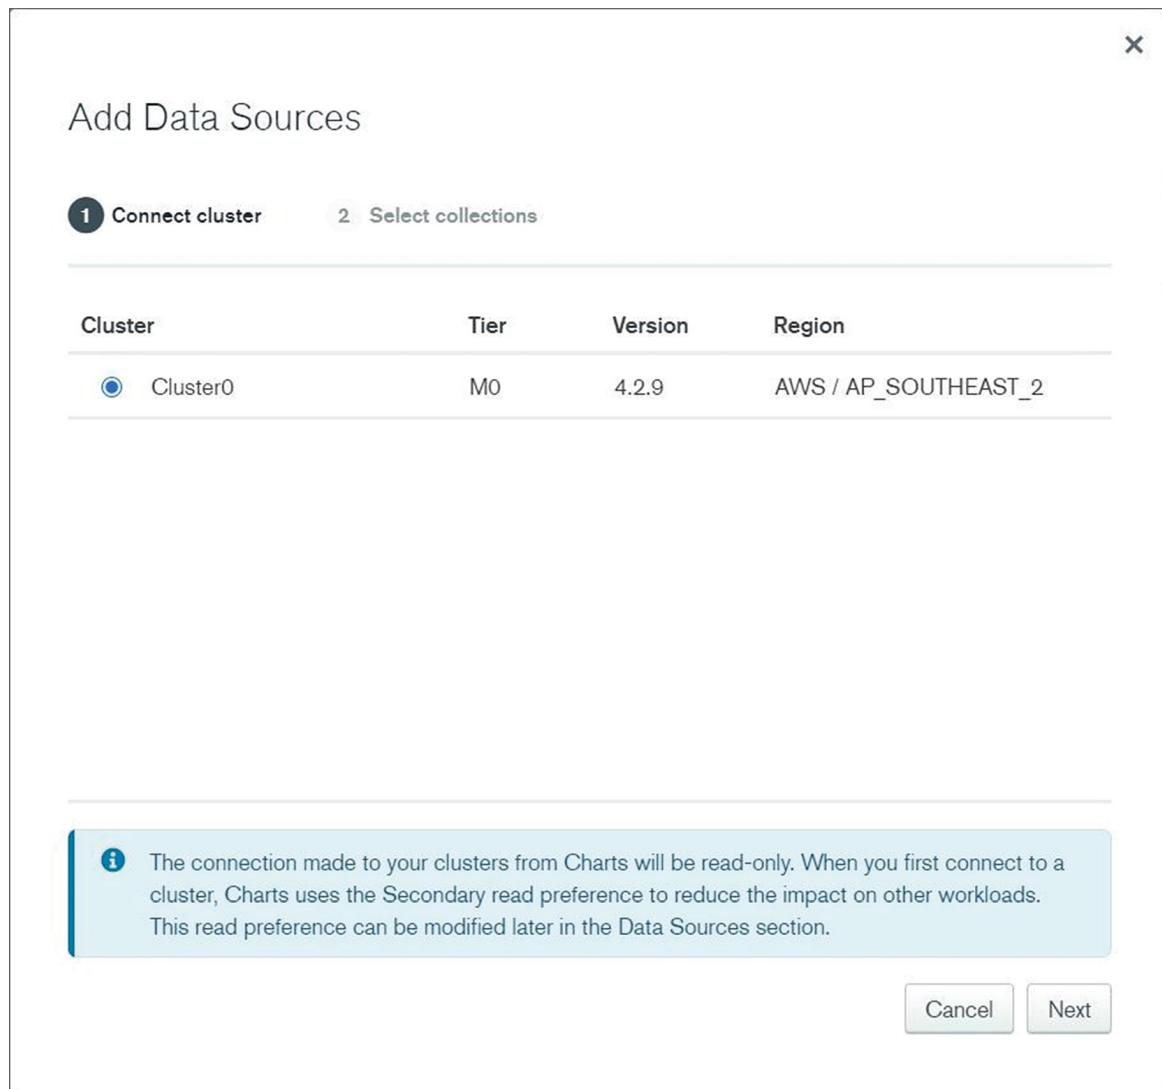 Add Data Sources
1 Connect cluster 2 Select collections
Cluster Tier Version Region
Cluster0 M0 4.2.9 AWS / AP_SOUTHEAST_2
The connection made to your clusters from Charts will be read-only. When you first connect to a
cluster, Charts uses the Secondary read preference to reduce the impact on other workloads.
This read preference can be modified later in the Data Sources section.
Cancel Next